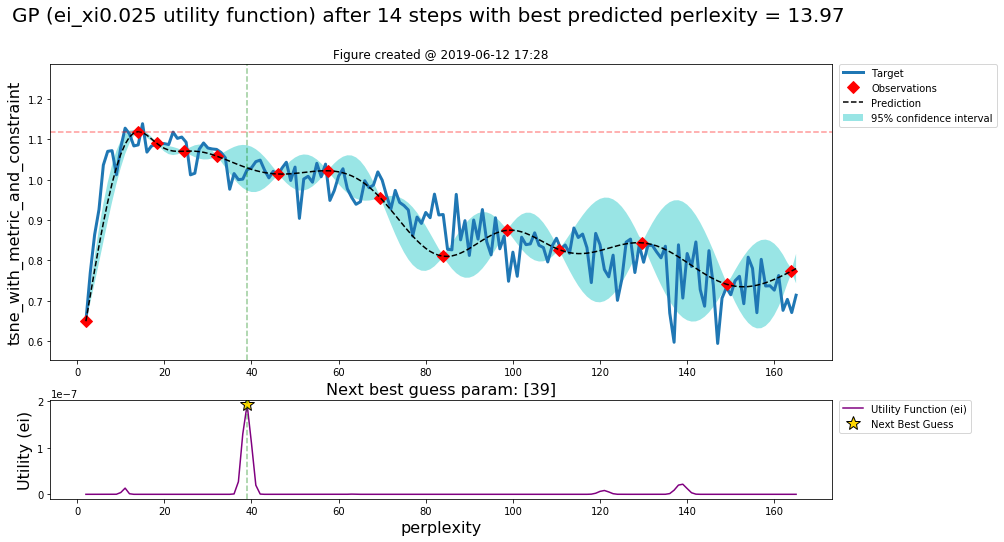 GP (ei_xi0.025 utility function) after 14 steps with best predicted perlexity = 13.97
Figure created @ 2019-06-12 17:28
tsne_with_metric_and_constraint
1.2
1.1
1.0
0.9
0.8
0.7
0.6
0 20 40 60 80 100 120 140 160
Target
Observations
Prediction
95% confidence interval
Next best guess param: [39]
1e−7
Utility (ei)
2
1
0
0 20 40 60 80 100 120 140 160
perplexity
Utility Function (ei)
Next Best Guess